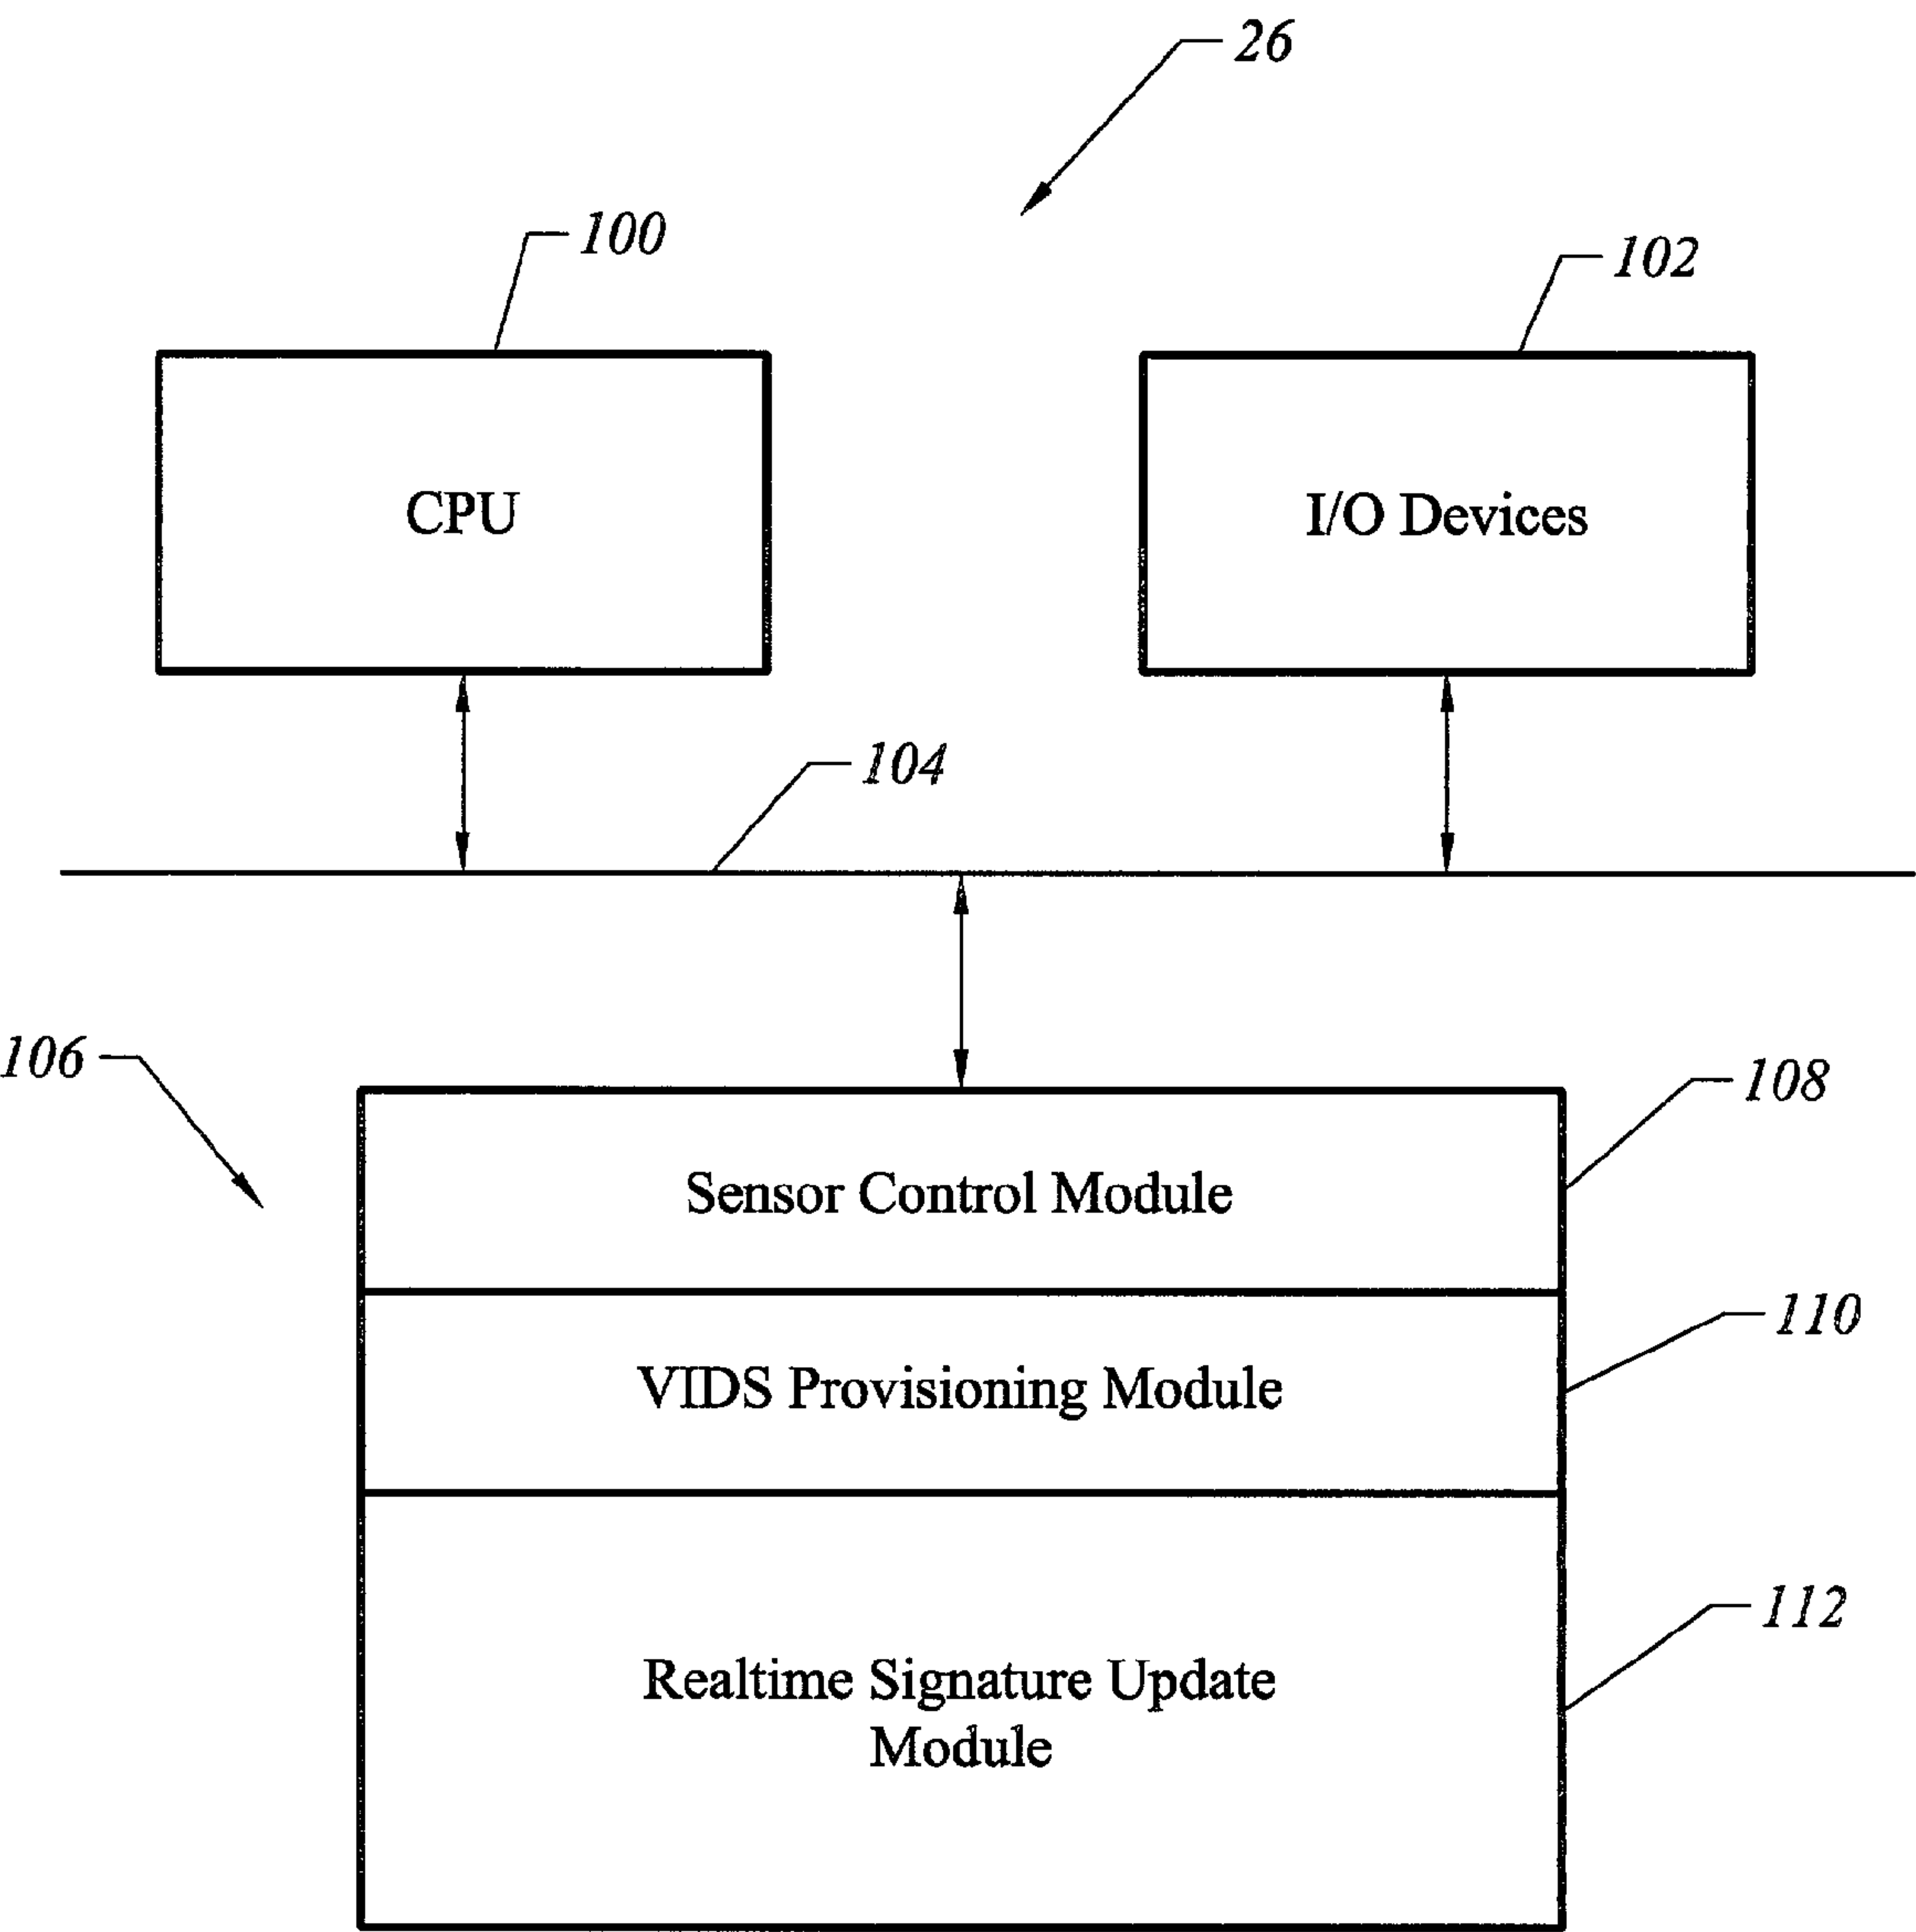 26
100
102
CPU
I/O Devices
104
106
108
Sensor Control Module
110
VIDS Provisioning Module
112
Realtime Signature Update
Module